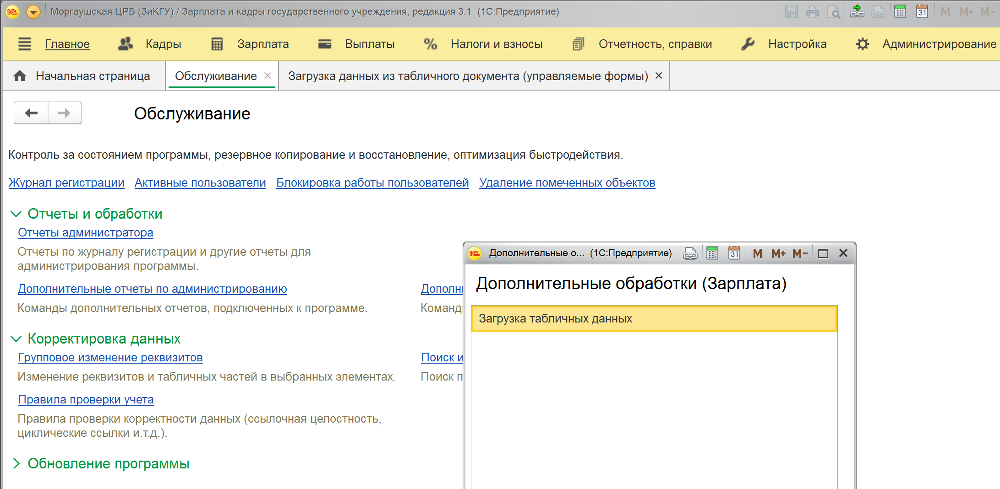 Моргаушская ЦРБ (ЗиКГУ) / Зарплата и кадры государственного учреждения, редакция 3.1 (1С:Предприятие)
31 M M+ M-
Главное Кадры Зарплата Выплаты % Налоги и взносы Отчетность, справки Настройка Администрирование
Начальная страница Обслуживание Загрузка данных из табличного документа (управляемые формы)
Обслуживание
Контроль за состоянием программы, резервное копирование и восстановление, оптимизация быстродействия.
Журнал регистрации Активные пользователи Блокировка работы пользователей Удаление помеченных объектов
Отчеты и обработки
Отчеты администратора
Отчеты по журналу регистрации и другие отчеты для
администрирования программы.
Дополнительные отчеты по администрированию Дополн
Команды дополнительных отчетов, подключенных к программе. Команд
Корректировка данных
Групповое изменение реквизитов Поиск и
Изменение реквизитов и табличных частей в выбранных элементах. Поиск п
Правила проверки учета
Правила проверки корректности данных (ссылочная целостность,
циклические ссылки и.т.д.).
Обновление программы
1С Дополнительные о... (1С:Предприятие) 31 M M+ M-
Дополнительные обработки (Зарплата)
Загрузка табличных данных